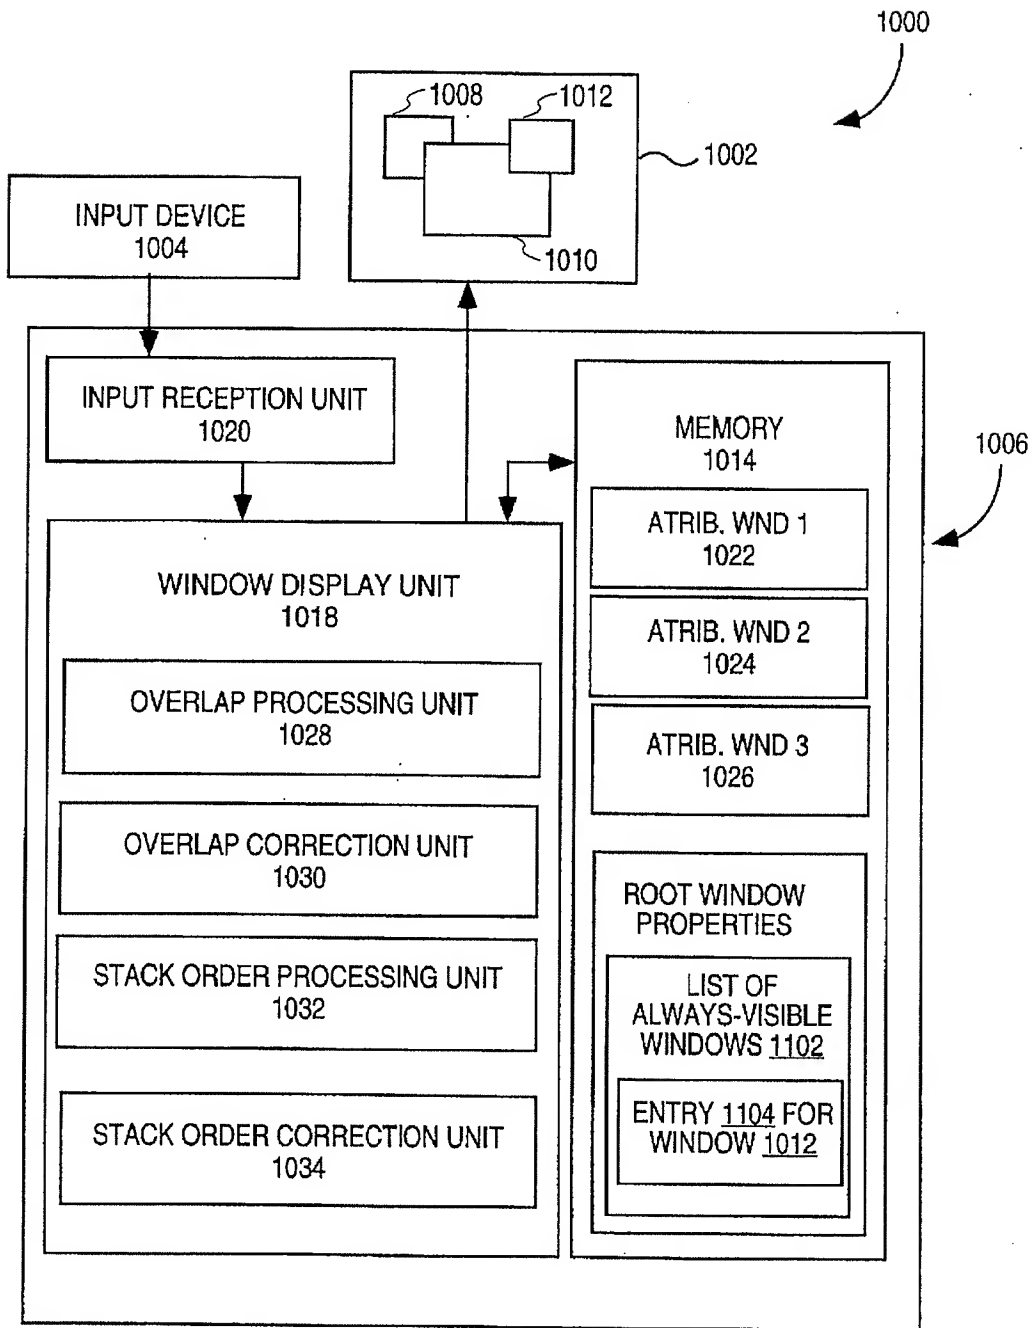 1000
1008
1012
1002
1010
INPUT DEVICE
1004
INPUT RECEPTION UNIT
1020
MEMORY
1014
1006
ATRIB. WND 1
1022
WINDOW DISPLAY UNIT
1018
ATRIB. WND 2
1024
OVERLAP PROCESSING UNIT
1028
ATRIB. WND 3
1026
OVERLAP CORRECTION UNIT
1030
ROOT WINDOW
PROPERTIES
STACK ORDER PROCESSING UNIT
1032
LIST OF
ALWAYS-VISIBLE
WINDOWS 1102
STACK ORDER CORRECTION UNIT
1034
ENTRY 1104 FOR
WINDOW 1012